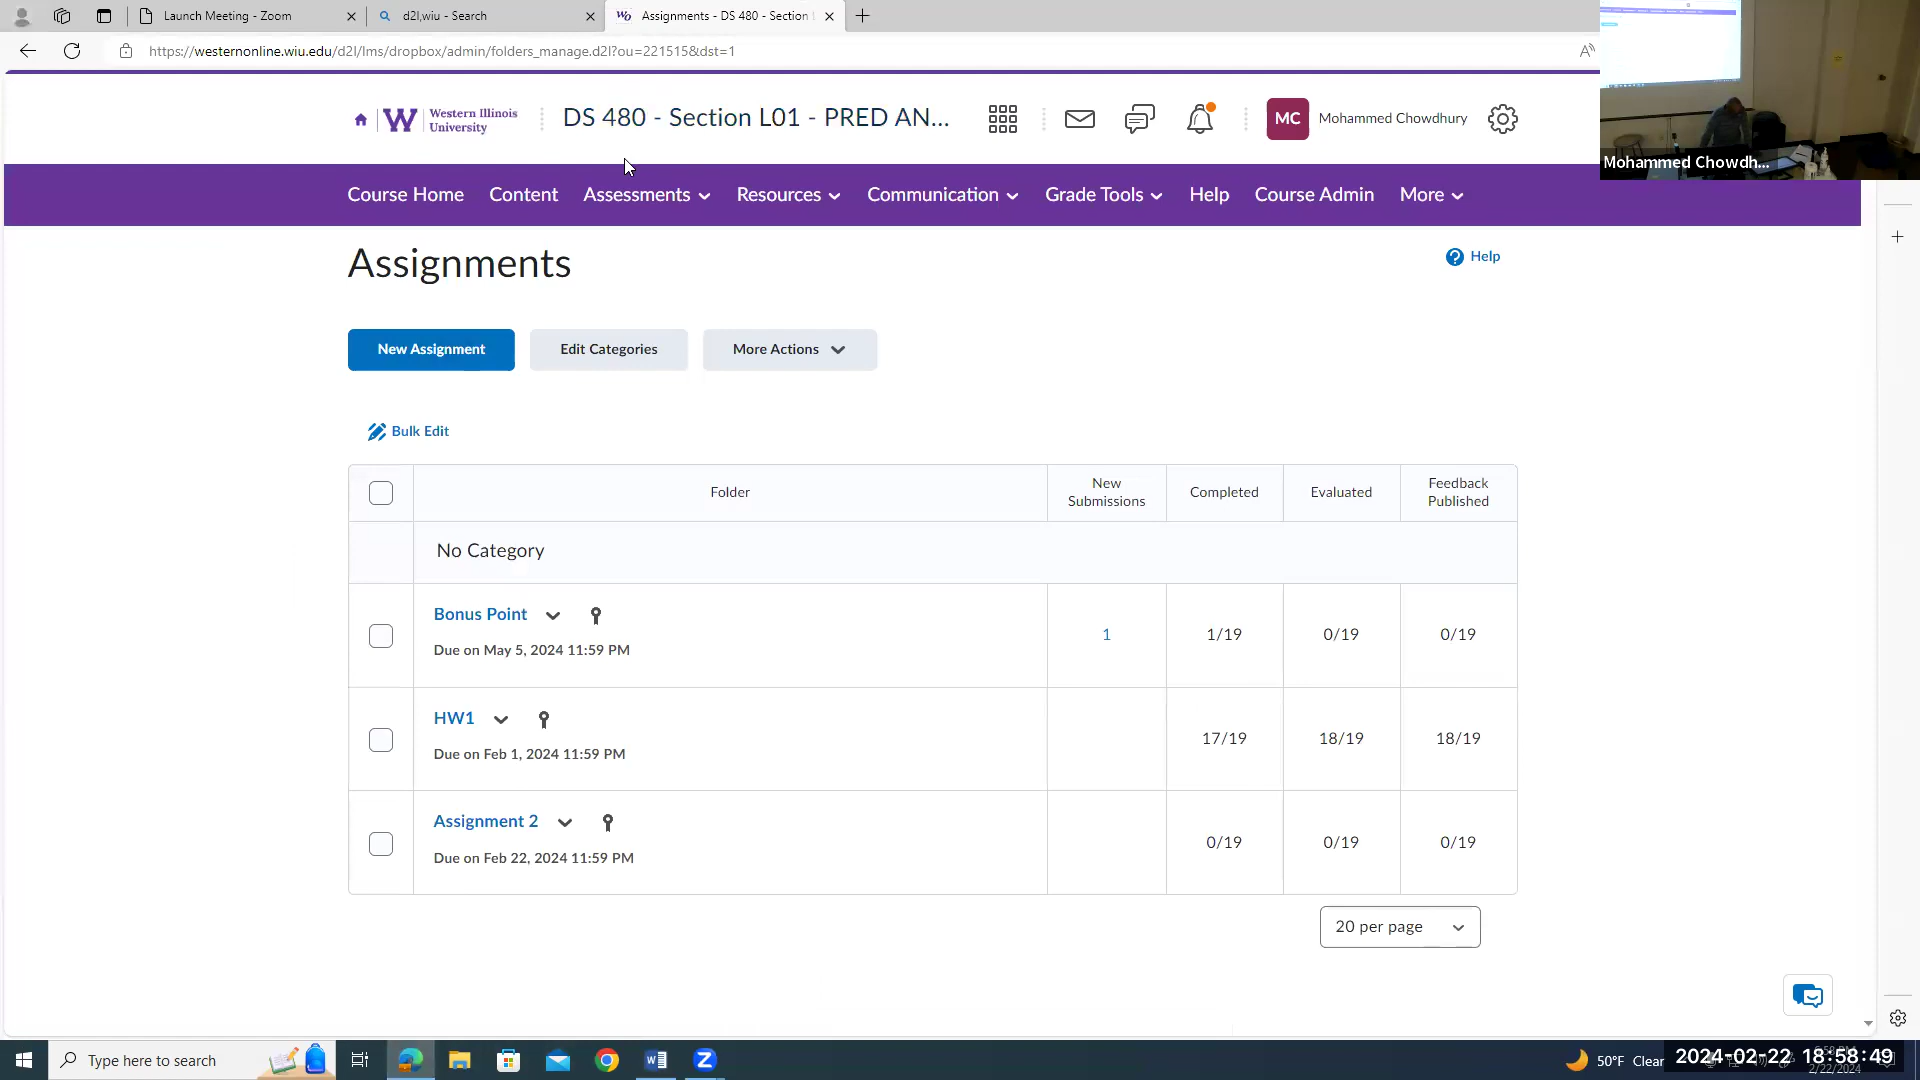 Launch Meeting - Zoom
d2l,wiu - Search
Assignments - DS 480 - Section
https://westernonline.wiu.edu/d2l/lms/dropbox/admin/folders_manage.d2l?ou=221515&dst=1
Mohammed Chowdh...
W Western Illinois University
DS 480 - Section L01 - PRED AN...
MC
Mohammed Chowdhury
Course Home
Content
Assessments
Resources
Communication
Grade Tools
Help
Course Admin
More
Assignments
Help
New Assignment
Edit Categories
More Actions
Bulk Edit
Folder
New Submissions
Completed
Evaluated
Feedback Published
No Category
Bonus Point
Due on May 5, 2024 11:59 PM
1
1/19
0/19
0/19
HW1
Due on Feb 1, 2024 11:59 PM
17/19
18/19
18/19
Assignment 2
Due on Feb 22, 2024 11:59 PM
0/19
0/19
0/19
20 per page
Type here to search
50°F Clear
2024-02-22 18:58:49
2/22/2024